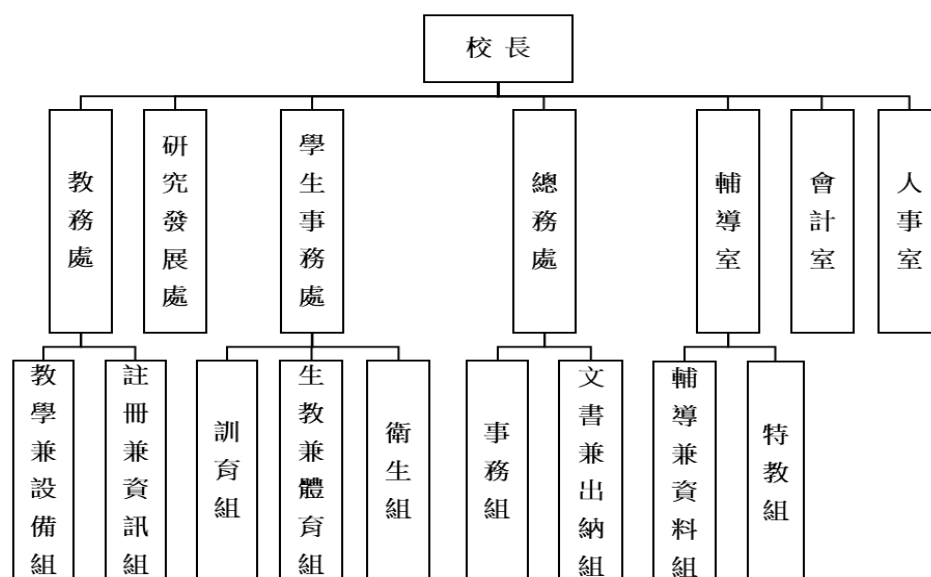 校長
教務處
研究發展處
學生事務處
總務處
輔導室
會計室
人事室
教學兼設備組
註冊兼資訊組
訓育組
生教兼體育組
衛生組
事務組
文書兼出納組
輔導兼資料組
特教組